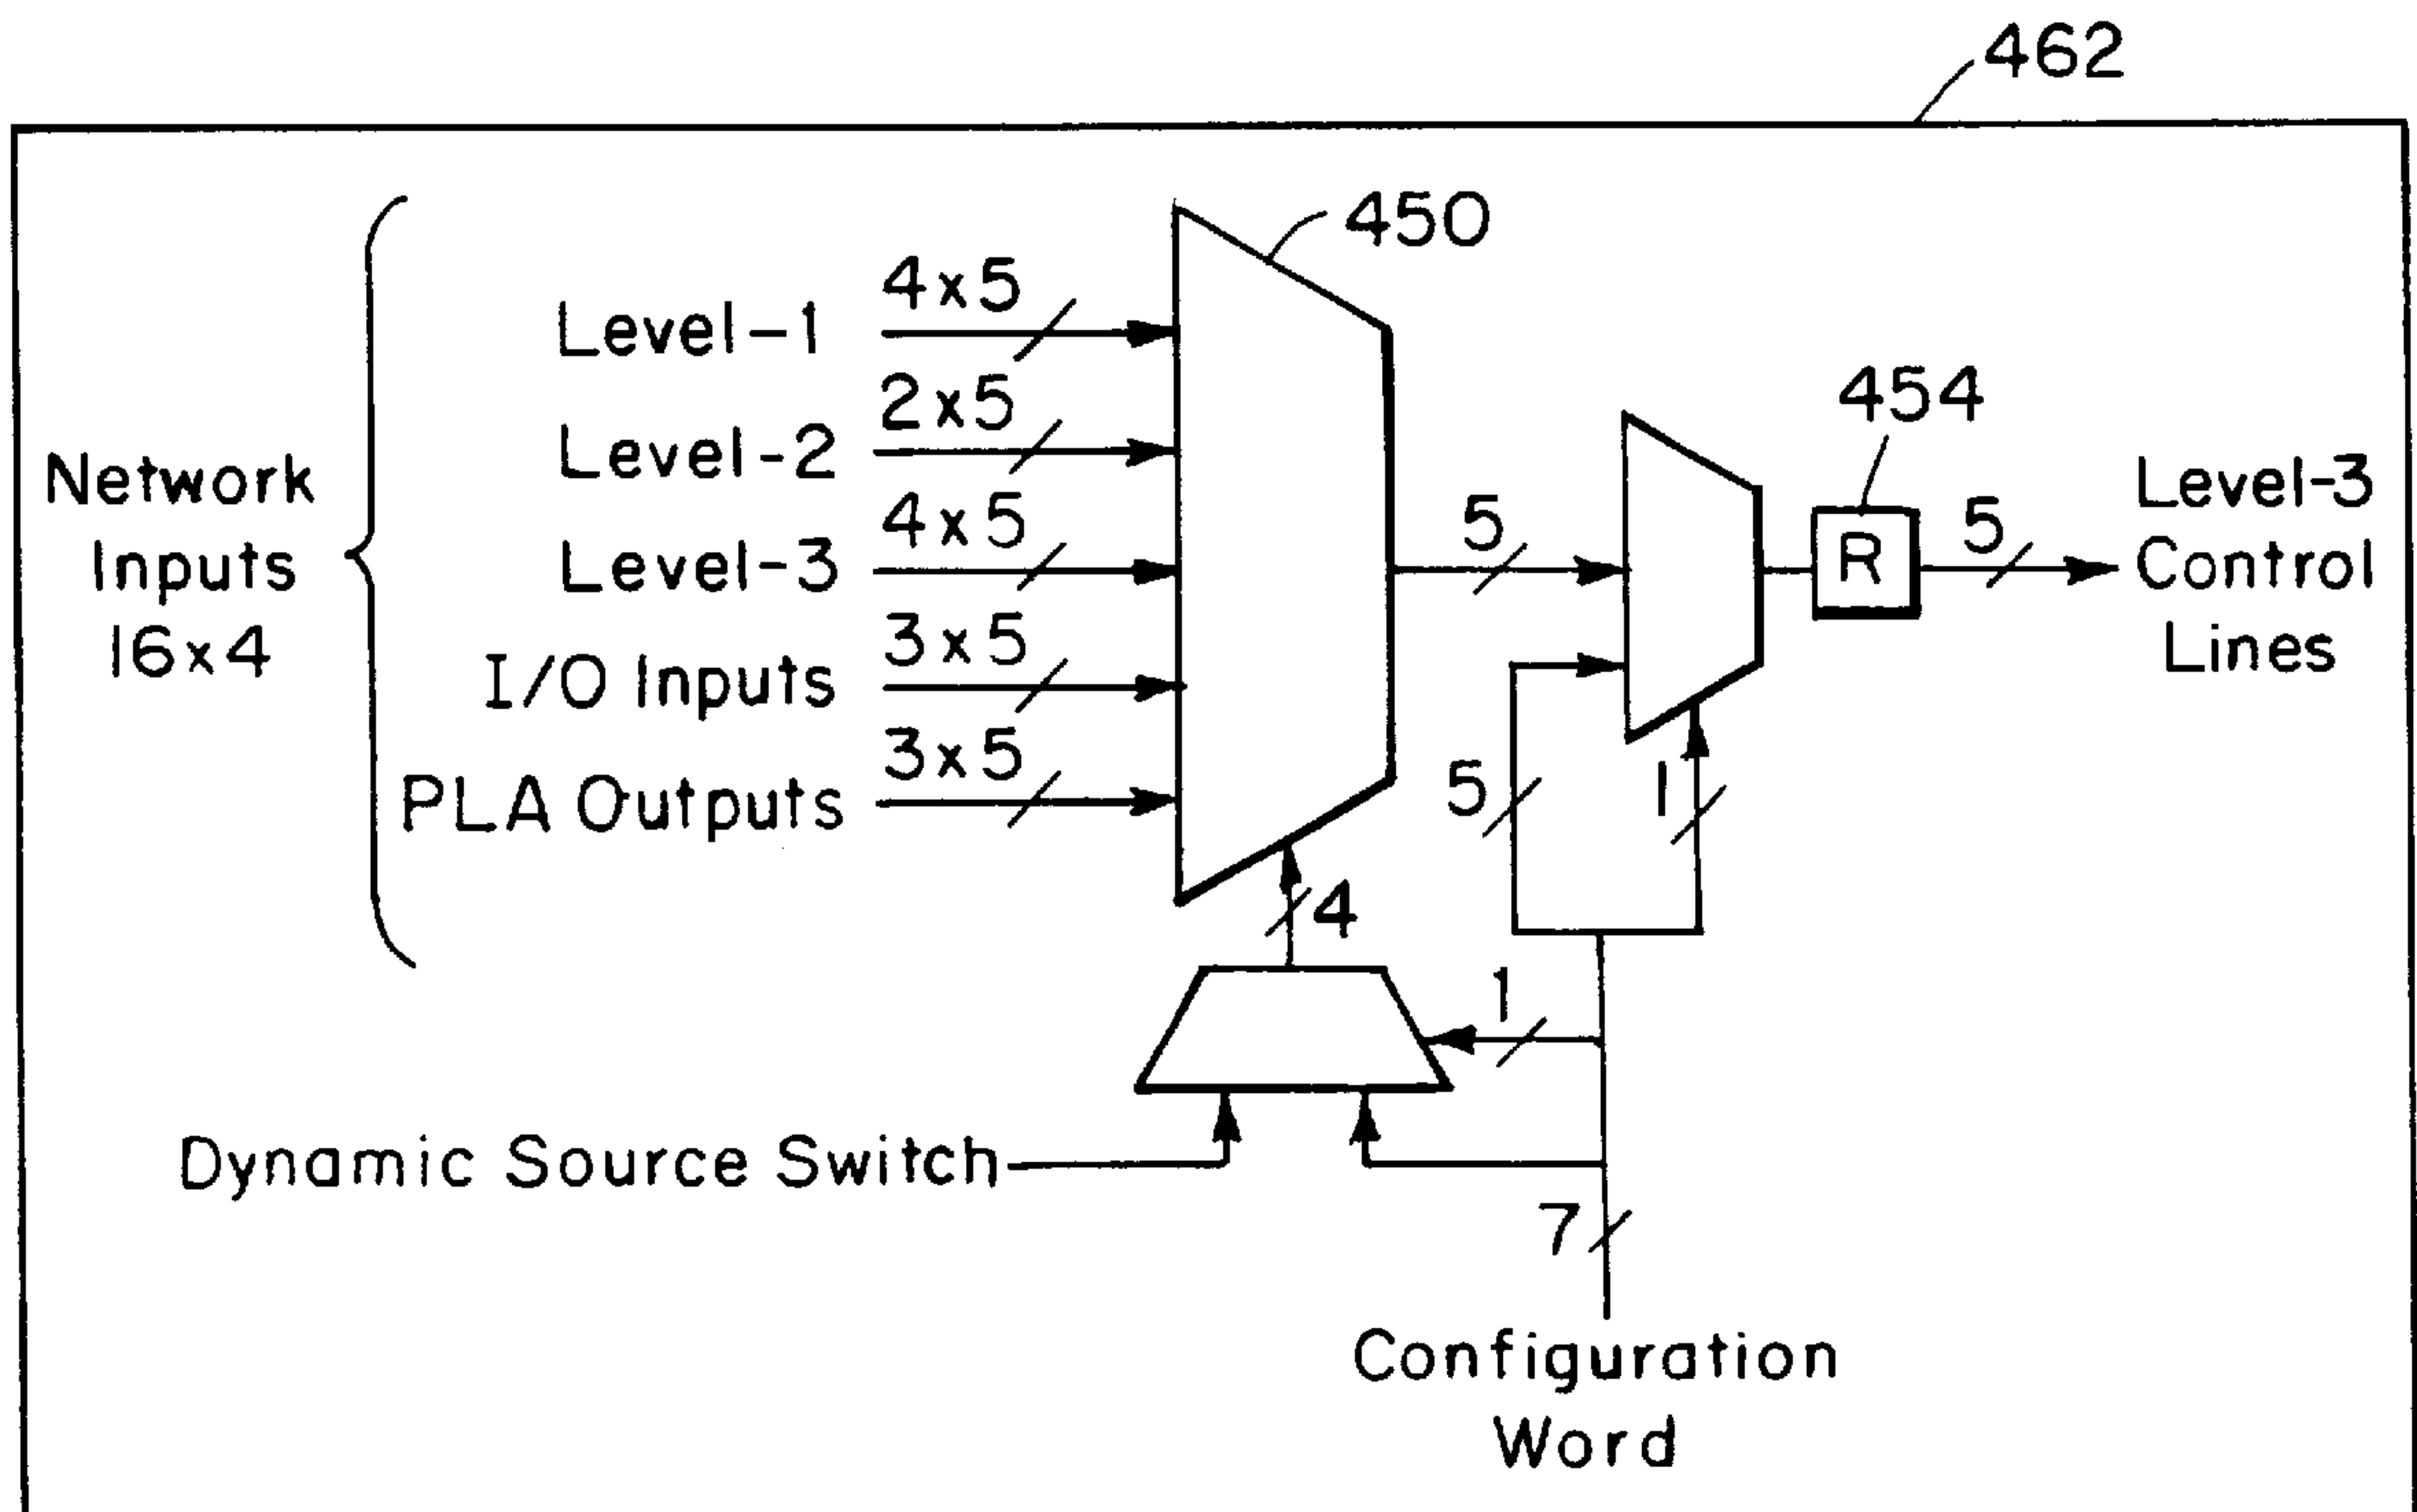 462
450
Level-1
4x5
Level-2
2x5
Level-3
4x5
I/O Inputs
3x5
PLA Outputs
3x5
Network
Inputs
16x4
5
454
R
5
Level-3
Control
Lines
5
1
4
1
Dynamic Source Switch
7
Configuration
Word